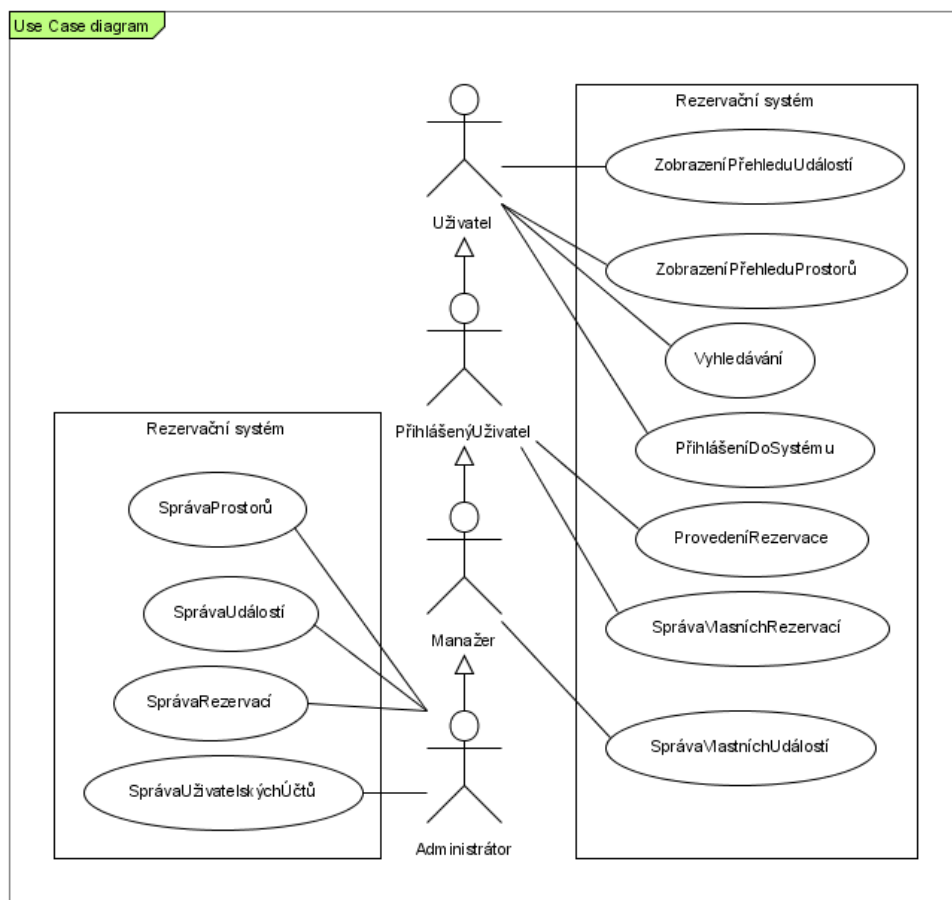 Use Case diagram
Rezervační systém
ZobrazeníPřehleduUdálostí
Uživatel
ZobrazeníPřehleduProstorů
Vyhledávání
PřihlášenýUživatel
Rezervační systém
PřihlášeníDoSystému
SprávaProstorů
ProvedeníRezervace
SprávaUdálostí
SprávaVlasníchRezervací
Manažer
SprávaRezervací
SprávaVlastníchUdálostí
SprávaUživatelskýchÚčtů
Administrátor